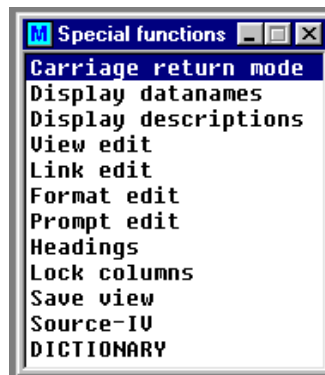 M Special functions
Carriage return mode
Display datanames
Display descriptions
View edit
Link edit
Format edit
Prompt edit
Headings
Lock columns
Save view
Source-IV
DICTIONARY